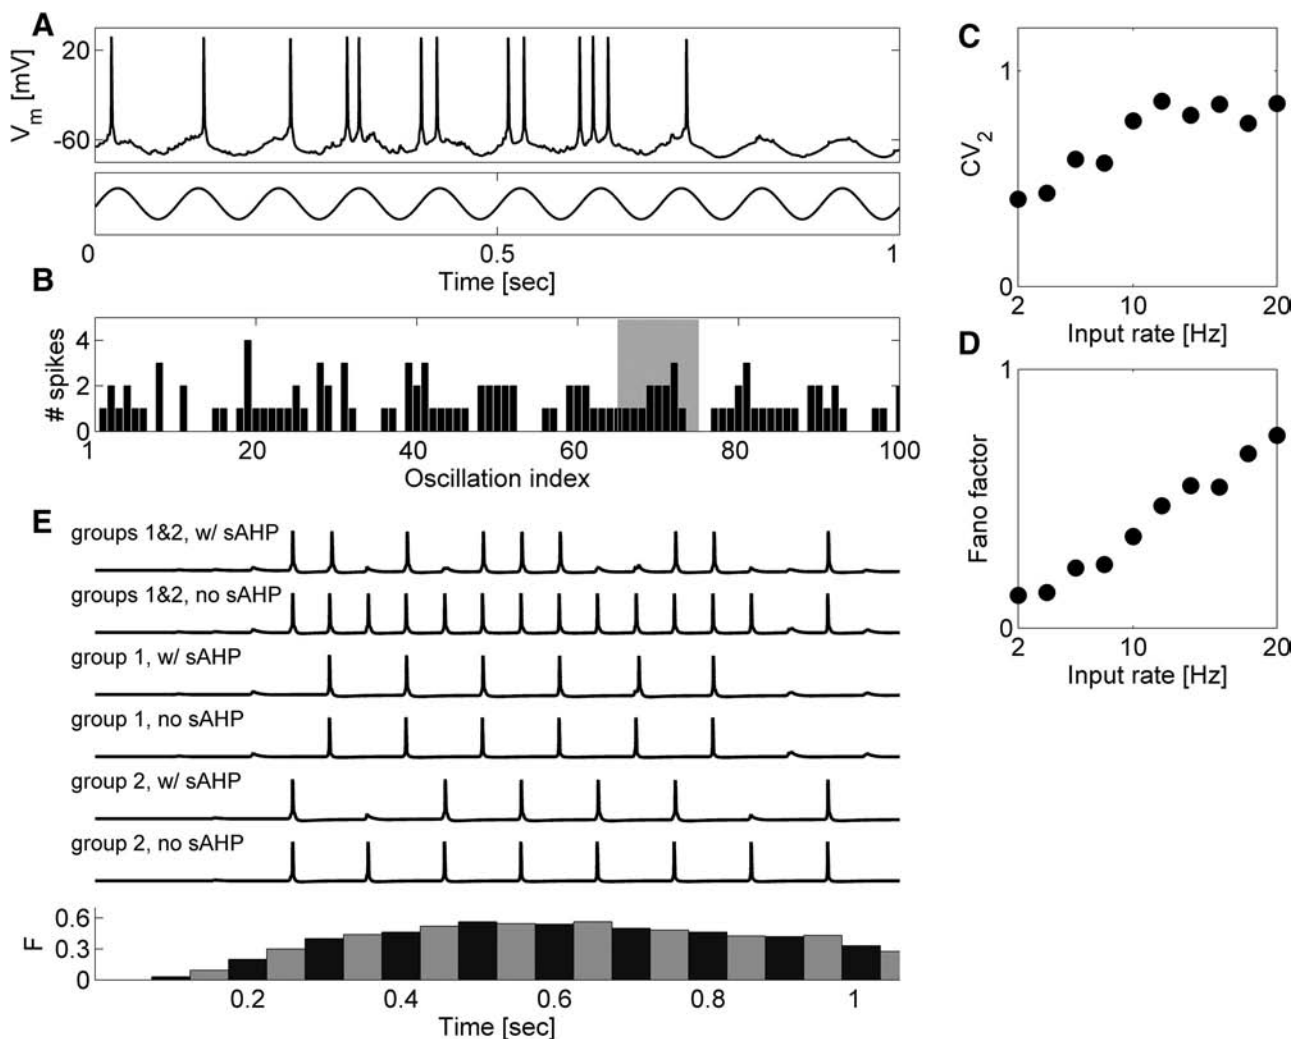 A
V_m [mV]
20
-60
0
0.5
1
Time [sec]
B
# spikes
4
2
0
1
20
40
60
80
100
Oscillation index
C
CV_2
1
0
2
10
20
Input rate [Hz]
D
Fano factor
1
0
2
10
20
Input rate [Hz]
E
groups 1&2, w/ sAHP
groups 1&2, no sAHP
group 1, w/ sAHP
group 1, no sAHP
group 2, w/ sAHP
group 2, no sAHP
F
0.6
0.3
0
0.2
0.4
0.6
0.8
1
Time [sec]